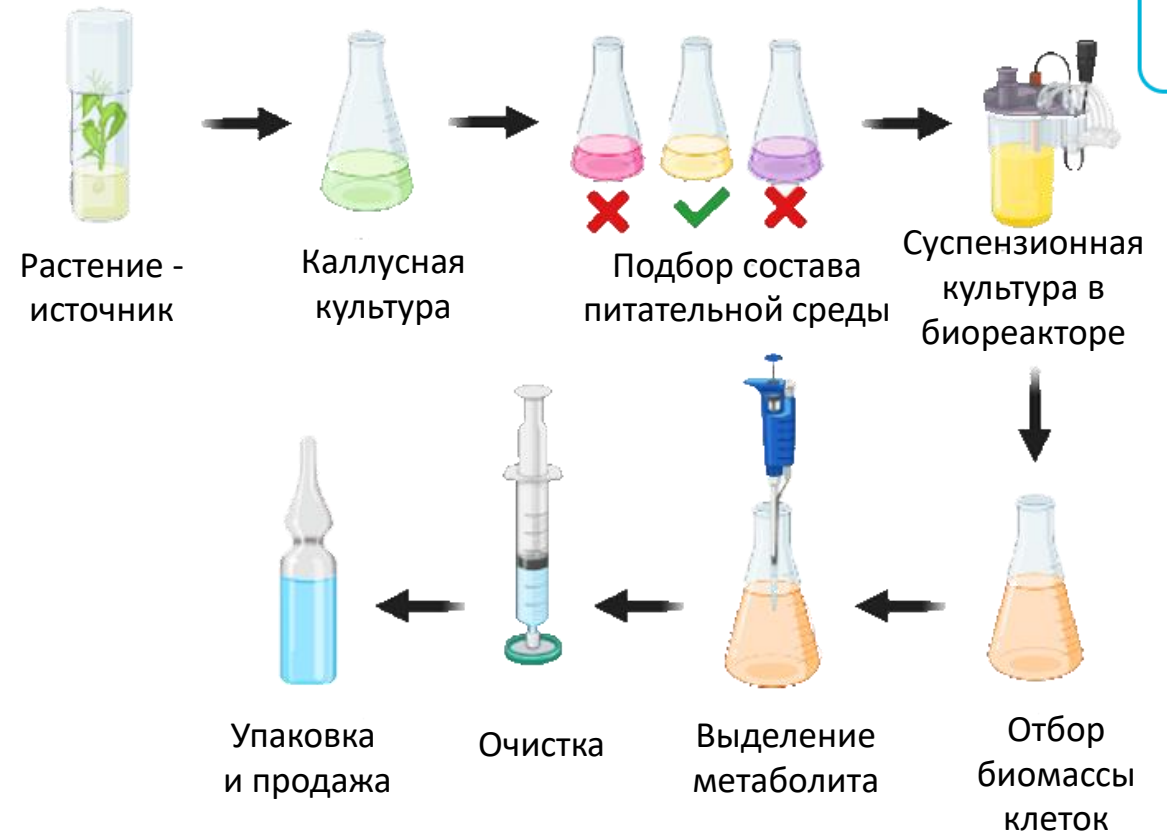 Растение -
источник
Каллусная
культура
Подбор состава
питательной среды
Суспензионная
культура в
биореакторе
Упаковка
и продажа
Очистка
Выделение
метаболита
Отбор
биомассы
клеток